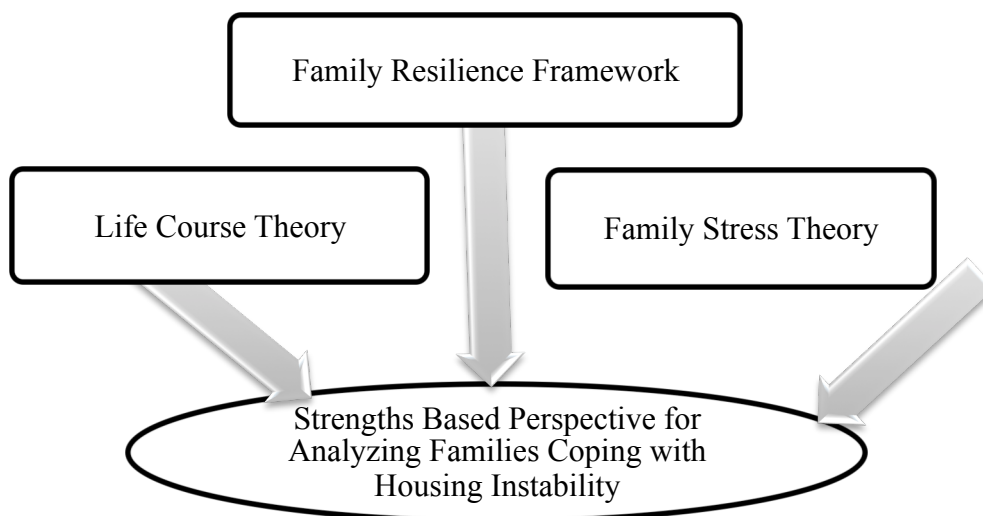 Family Resilience Framework
Life Course Theory
Family Stress Theory
Strengths Based Perspective for
Analyzing Families Coping with
Housing Instability